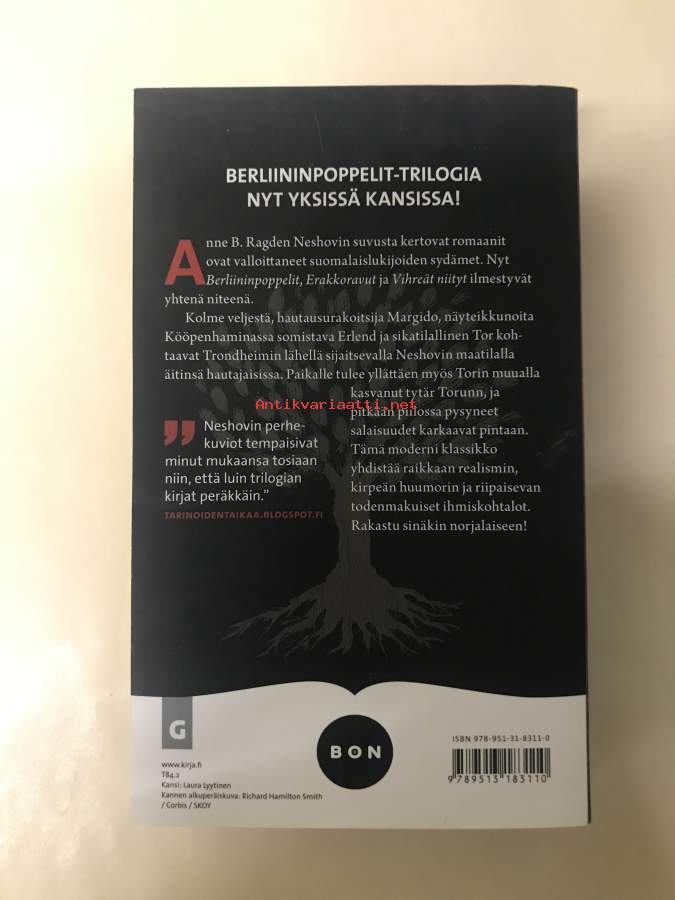 BERLIININPOPPELIT-TRILOGIA
NYT YKSISSÄ KANSISSA!
Anne B. Ragden Neshovin suvusta kertovat romaanit
ovat valloittaneet suomalaislukijoiden sydämet. Nyt
Berliininpoppelit, Erakkoravut ja Vihreät niityt ilmestyvät
yhtenä niteenä.
Kolme veljestä, hautausurakoitsija Margido, näyteikkunoita
Kööpenhaminassa somistava Erlend ja sikatilallinen Tor koh-
taavat Trondheimin lähellä sijaitsevalla Neshovin maatilalla
äitinsä hautajaisissa. Paikalle tulee yllättäen myös Torin muualla
kasvanut tytär Torunn, ja
pitkään piilossa pysyneet
salaisuudet karkaavat pintaan.
Tämä moderni klassikko
yhdistää raikkaan realismin,
kirpeän huumorin ja riipaisevan
todenmakuiset ihmiskohtalot.
Rakastu sinäkin norjalaiseen!
Antikvariaatti.net
” Neshovin perhe-
kuviot tempaisivat
minut mukaansa tosiaan
niin, että luin trilogian
kirjat peräkkäin.”
TARINOIDENTAIKAA.BLOGSPOT.FI
G
www.kirja.fi
T84.2
Kansi: Laura Lyytinen
Kannen alkuperäiskuva: Richard Hamilton Smith
/ Corbis / SKOY
BON
ISBN 978-951-31-8311-0
9 789513 183110